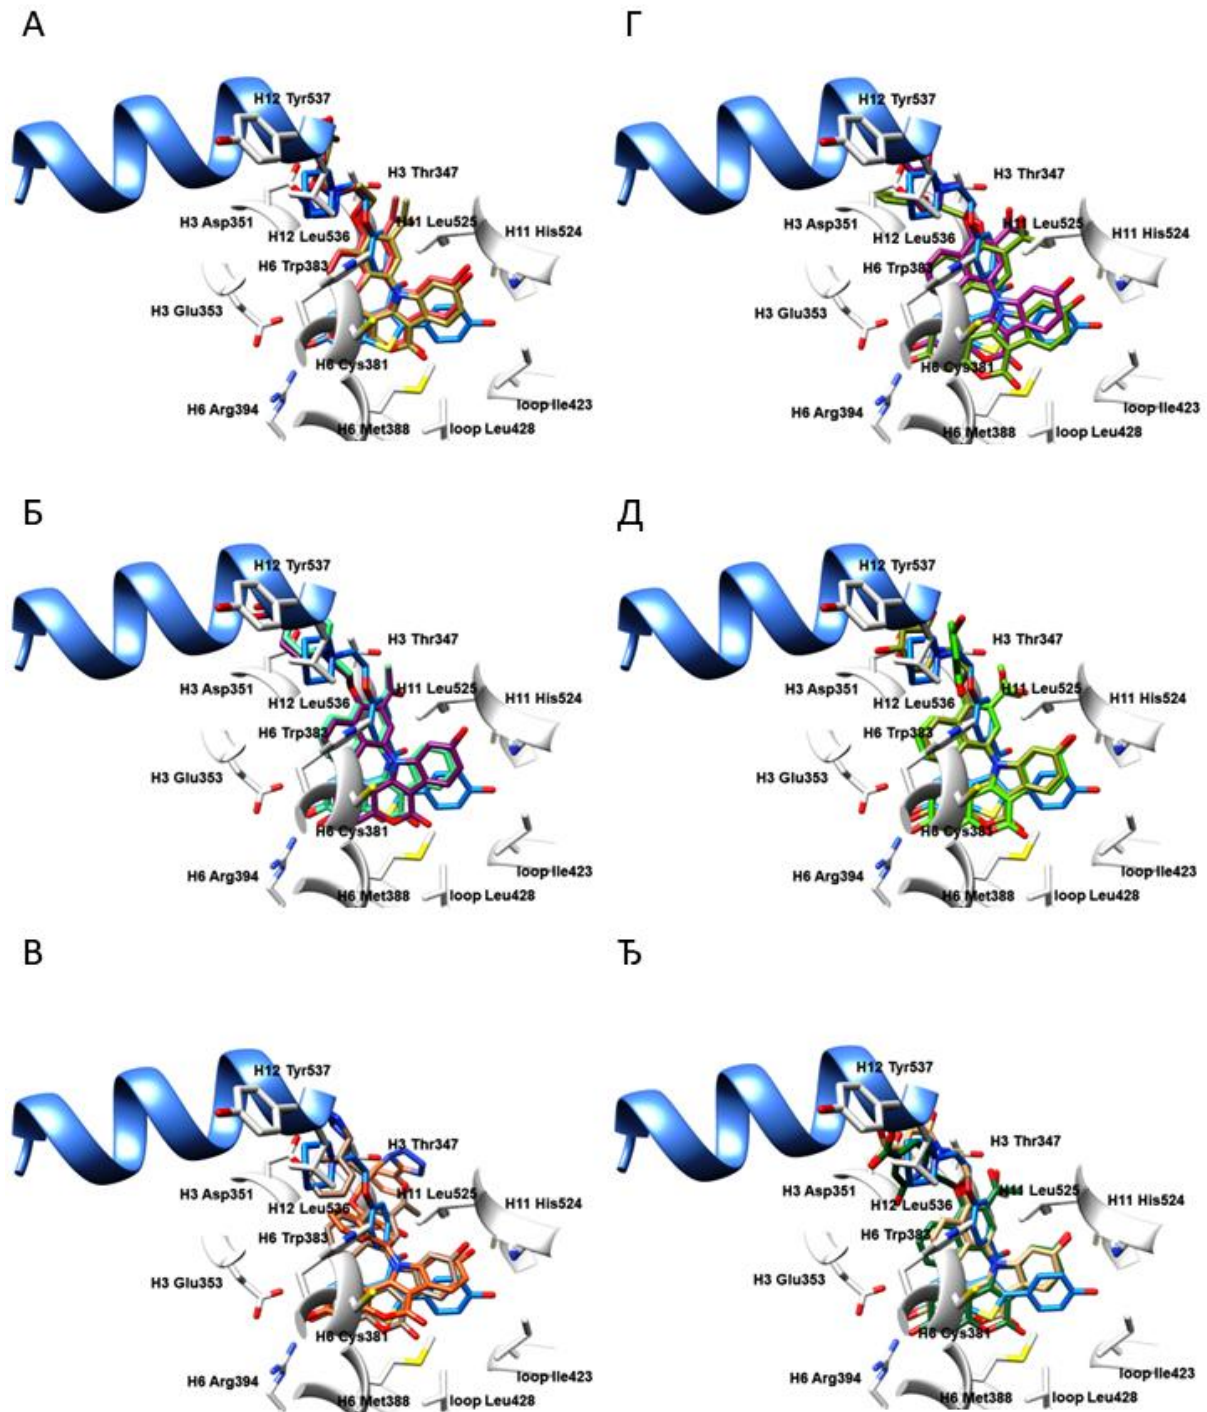 А
H12 Tyr537
H3 Thr347
H3 Asp351
H11 Leu525
H12 Leu536
H11 His524
H6 Trp383
H3 Glu353
H6 Cys381
H6 Arg394
loop Ile423
H6 Met388
loop Leu428
Г
H12 Tyr537
H3 Thr347
H3 Asp351
H11 Leu525
H12 Leu536
H11 His524
H6 Trp383
H3 Glu353
H6 Cys381
H6 Arg394
loop Ile423
H6 Met388
loop Leu428
Б
H12 Tyr537
H3 Thr347
H3 Asp351
H11 Leu525
H12 Leu536
H11 His524
H6 Trp383
H3 Glu353
H6 Cys381
H6 Arg394
loop Ile423
H6 Met388
loop Leu428
Д
H12 Tyr537
H3 Thr347
H3 Asp351
H11 Leu525
H12 Leu536
H11 His524
H6 Trp383
H3 Glu353
H6 Cys381
H6 Arg394
loop Ile423
H6 Met388
loop Leu428
В
H12 Tyr537
H3 Thr347
H3 Asp351
H11 Leu525
H12 Leu536
H11 His524
H6 Trp383
H3 Glu353
H6 Cys381
H6 Arg394
loop Ile423
H6 Met388
loop Leu428
Ђ
H12 Tyr537
H3 Thr347
H3 Asp351
H11 Leu525
H12 Leu536
H11 His524
H6 Trp383
H3 Glu353
H6 Cys381
H6 Arg394
loop Ile423
H6 Met388
loop Leu428